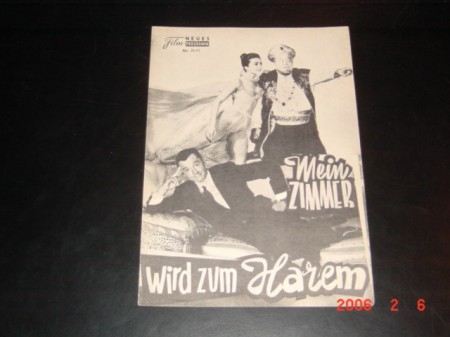 Film
NEUES
PROGRAMM
Mein
ZIMMER
wird zum Harem
2006 2 6